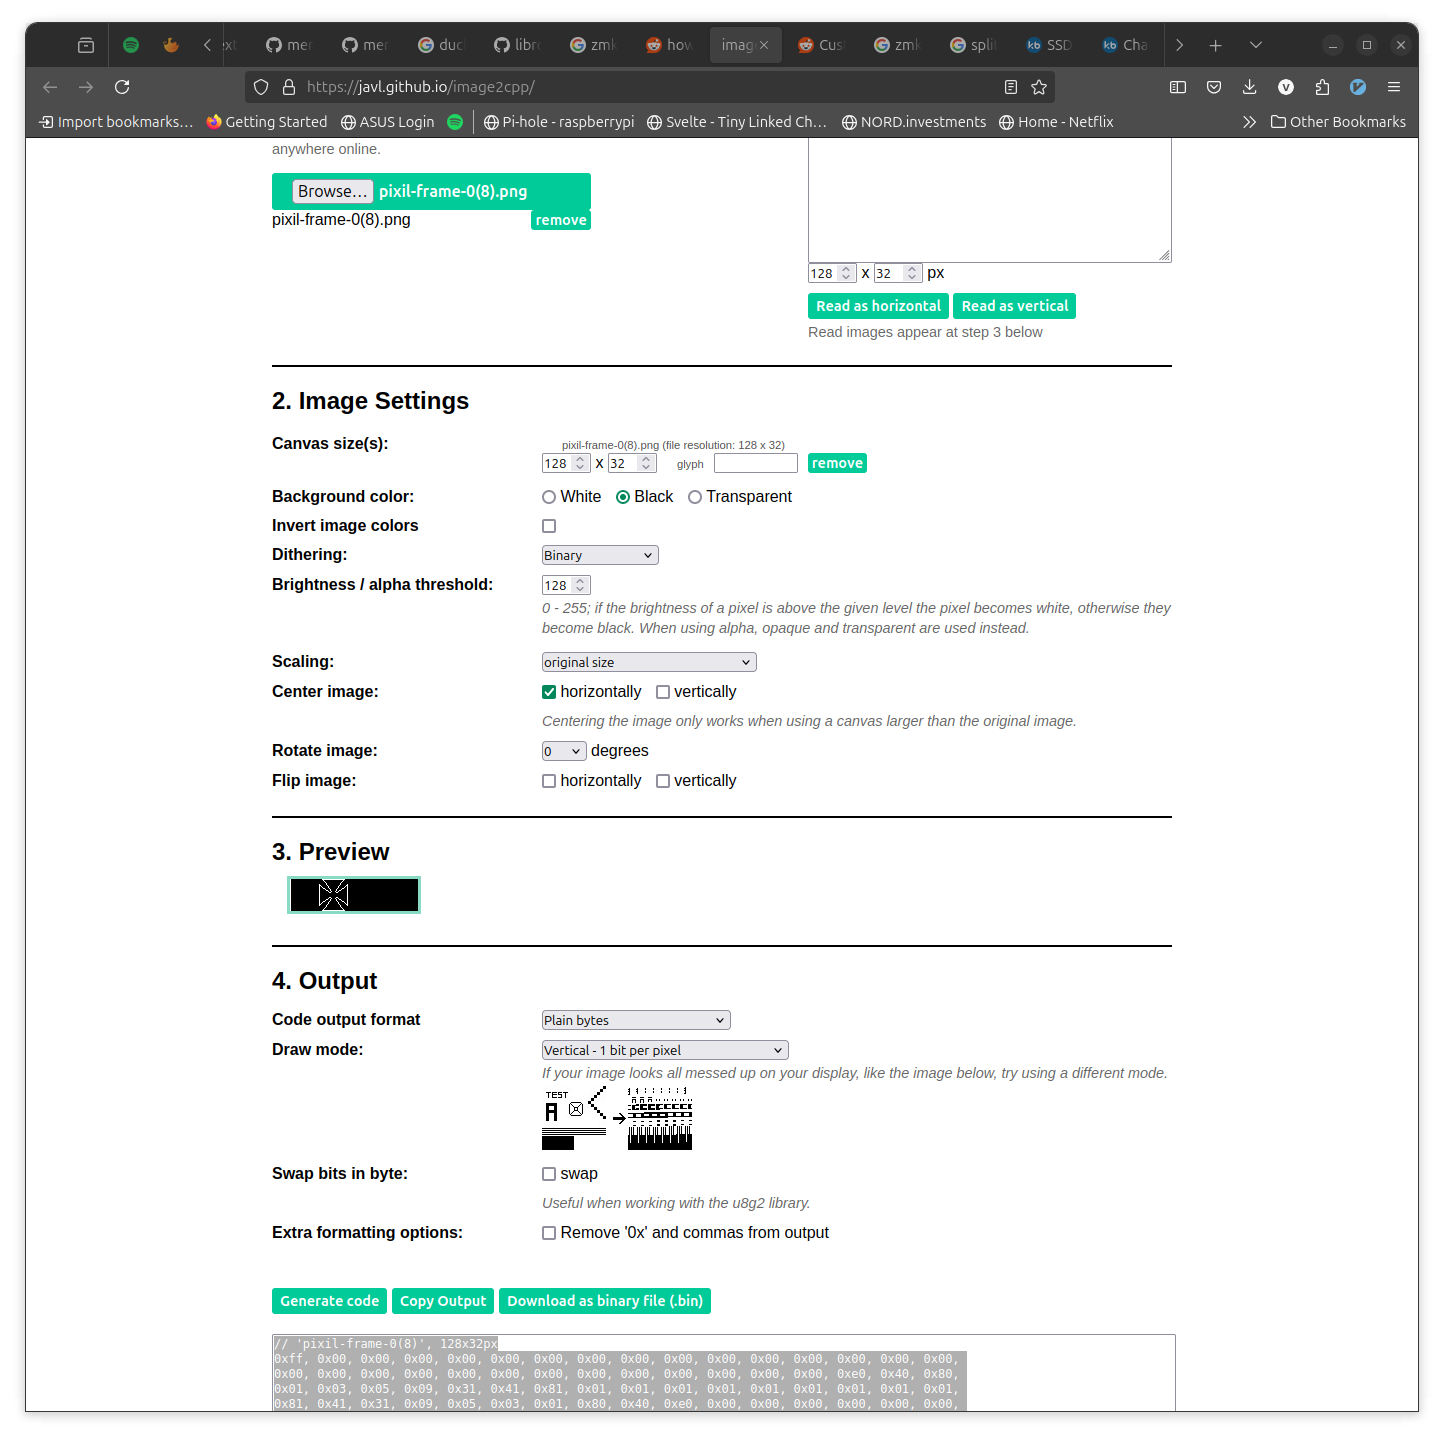 ext
mer
mer
duc
libr
zmk
how
imag
Cus
zmk
split
SSD
Cha
https://javl.github.io/image2cpp/
Import bookmarks…
Getting Started
ASUS Login
Pi-hole - raspberrypi
Svelte - Tiny Linked Ch…
NORD.investments
Home - Netflix
Other Bookmarks
anywhere online.
Browse… pixil-frame-0(8).png
pixil-frame-0(8).png remove
128 x 32 px
Read as horizontal Read as vertical
Read images appear at step 3 below
2. Image Settings
Canvas size(s):
pixil-frame-0(8).png (file resolution: 128 x 32)
128 x 32 glyph remove
Background color: White Black Transparent
Invert image colors
Dithering: Binary
Brightness / alpha threshold: 128
0 - 255; if the brightness of a pixel is above the given level the pixel becomes white, otherwise they
become black. When using alpha, opaque and transparent are used instead.
Scaling: original size
Center image: horizontally vertically
Centering the image only works when using a canvas larger than the original image.
Rotate image: 0 degrees
Flip image: horizontally vertically
3. Preview
4. Output
Code output format Plain bytes
Draw mode: Vertical - 1 bit per pixel
If your image looks all messed up on your display, like the image below, try using a different mode.
TEST
A
Swap bits in byte: swap
Useful when working with the u8g2 library.
Extra formatting options: Remove '0x' and commas from output
Generate code Copy Output Download as binary file (.bin)
// 'pixil-frame-0(8)', 128x32px
0xff, 0x00, 0x00, 0x00, 0x00, 0x00, 0x00, 0x00, 0x00, 0x00, 0x00, 0x00, 0x00, 0x00, 0x00, 0x00,
0x00, 0x00, 0x00, 0x00, 0x00, 0x00, 0x00, 0x00, 0x00, 0x00, 0x00, 0x00, 0x00, 0xe0, 0x40, 0x80,
0x01, 0x03, 0x05, 0x09, 0x31, 0x41, 0x81, 0x01, 0x01, 0x01, 0x01, 0x01, 0x01, 0x01, 0x01, 0x01,
0x81, 0x41, 0x31, 0x09, 0x05, 0x03, 0x01, 0x80, 0x40, 0xe0, 0x00, 0x00, 0x00, 0x00, 0x00, 0x00,